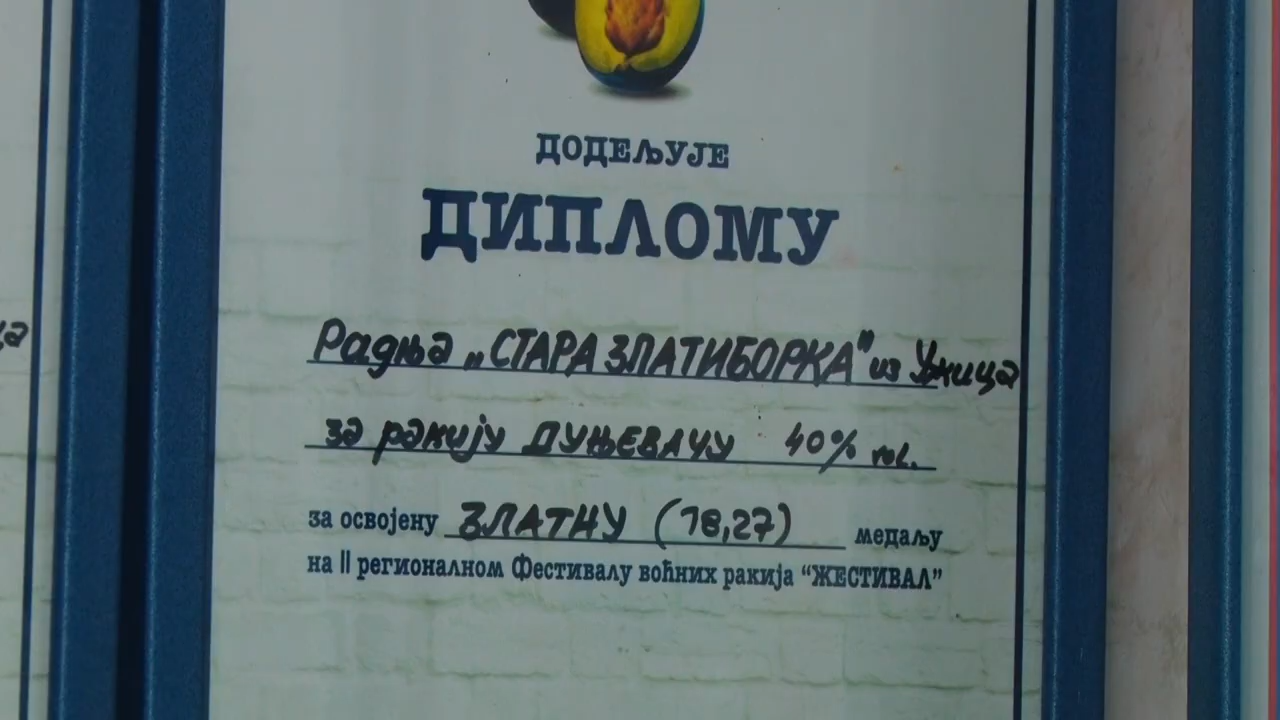 ДОДЕЉУЈЕ
ДИПЛОМУ
Радња „СТАРА ЗЛАТИБОРКА" из Ужица
за ракију ДУЊЕВАЧУ 40% vol.
за освојену ЗЛАТНУ (18,27) медаљу
на II регионалном Фестивалу воћних ракија “ЖЕСТИВАЛ”